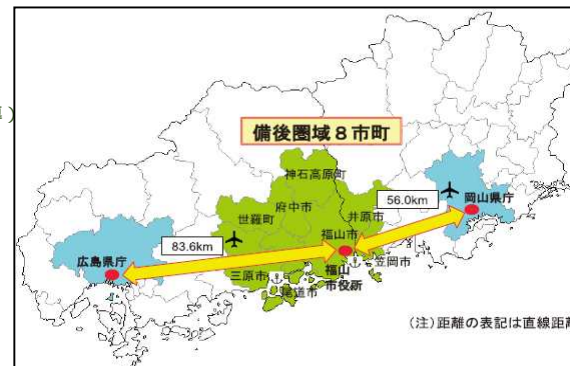 備後圏域８市町
神石高原町
56.0km
岡山県庁
府中市
井原市
世羅町
83.6km
福山市
広島県庁
笠岡市
三原市
福山
市役所
尾道市
(注)距離の表記は直線距離